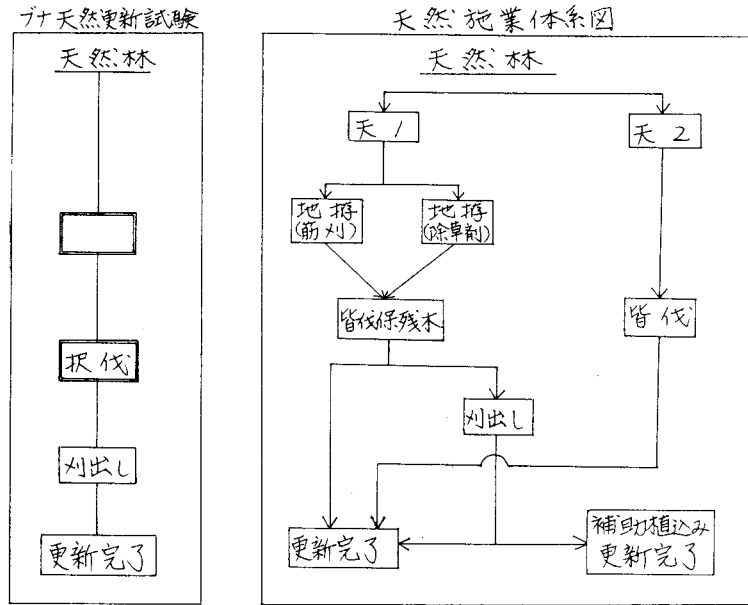 ブナ天然更新試験
天然林
択伐
刈出し
更新完了
天然施業体系図
天然林
天1
天2
地拵
(筋刈)
地拵
(除草剤)
皆伐保残木
皆伐
刈出し
更新完了
補助植込み
更新完了